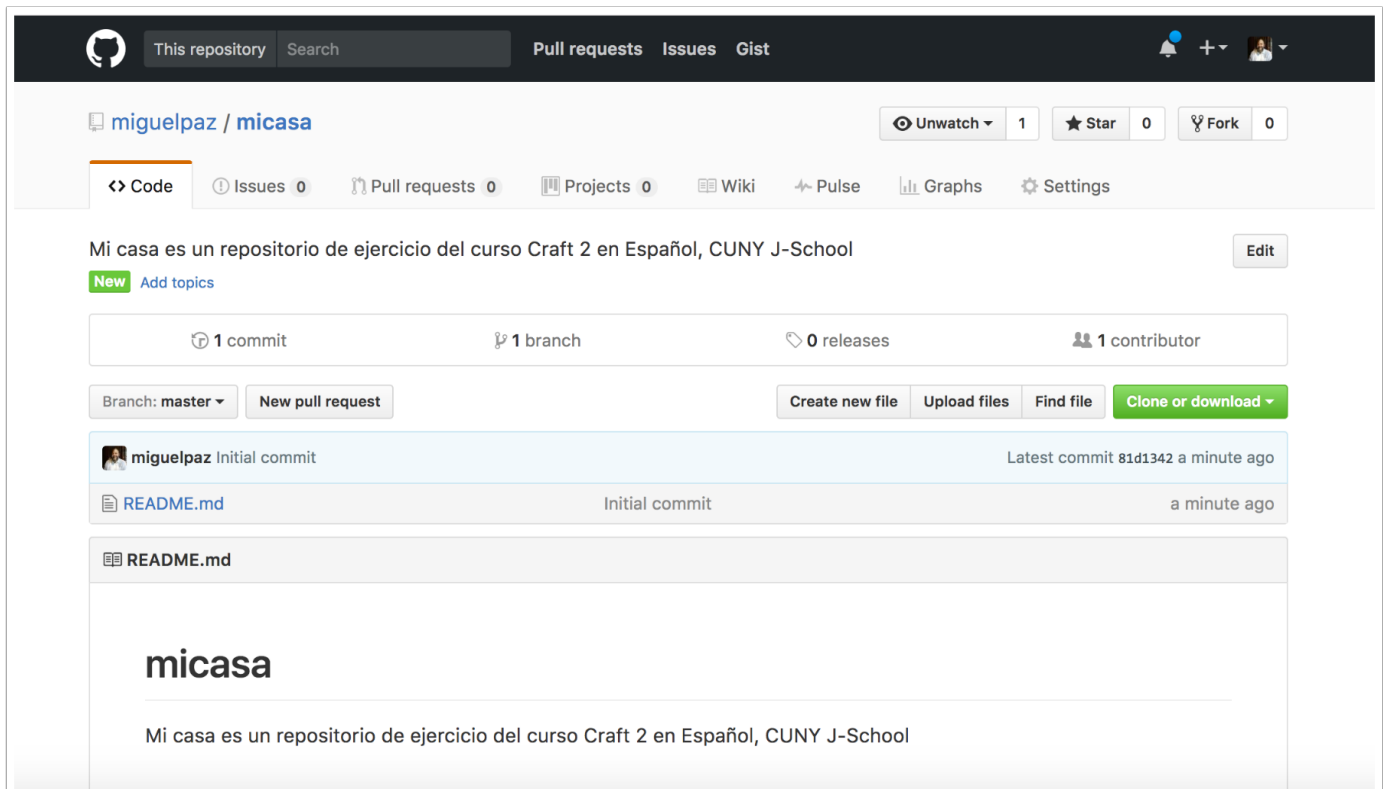 This repository Search Pull requests Issues Gist
miguelpaz / micasa Unwatch 1 Star 0 Fork 0
Code Issues 0 Pull requests 0 Projects 0 Wiki Pulse Graphs Settings
Mi casa es un repositorio de ejercicio del curso Craft 2 en Español, CUNY J-School Edit
New Add topics
1 commit 1 branch 0 releases 1 contributor
Branch: master New pull request Create new file Upload files Find file Clone or download
miguelpaz Initial commit Latest commit 81d1342 a minute ago
README.md Initial commit a minute ago
README.md
micasa
Mi casa es un repositorio de ejercicio del curso Craft 2 en Español, CUNY J-School